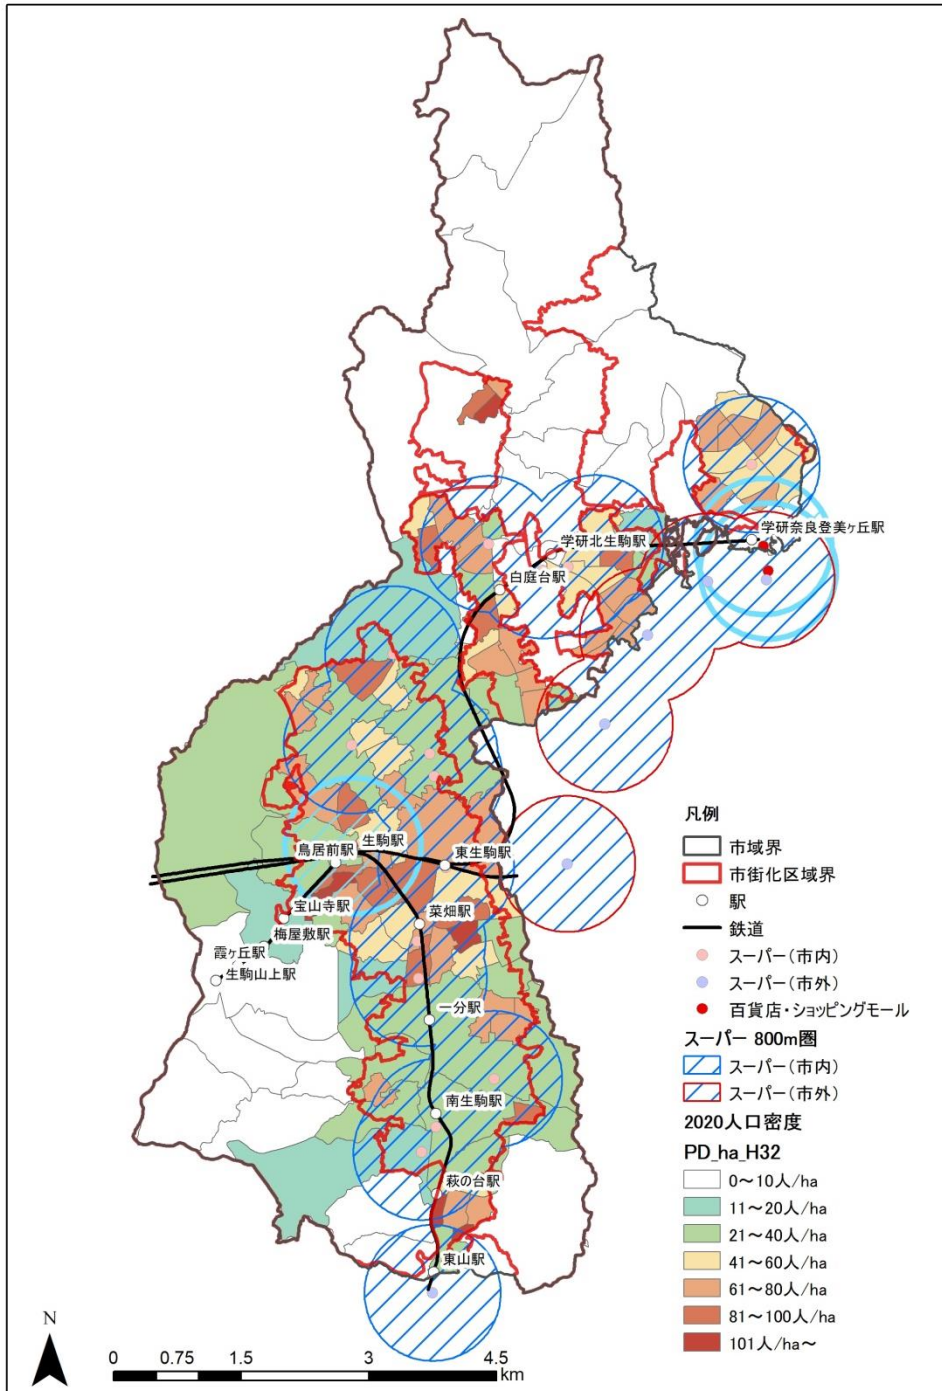 学研奈良登美ヶ丘駅
学研北生駒駅
白庭台駅
生駒駅
鳥居前駅
東生駒駅
宝山寺駅
菜畑駅
梅屋敷駅
霞ヶ丘駅
生駒山上駅
一分駅
南生駒駅
萩の台駅
東山駅
凡例
市域界
市街化区域界
駅
鉄道
スーパー(市内)
スーパー(市外)
百貨店・ショッピングモール
スーパー 800m圏
スーパー(市内)
スーパー(市外)
2020人口密度
PD_ha_H32
0～10人/ha
11～20人/ha
21～40人/ha
41～60人/ha
61～80人/ha
81～100人/ha
101人/ha～
N
0 0.75 1.5 3 4.5
km